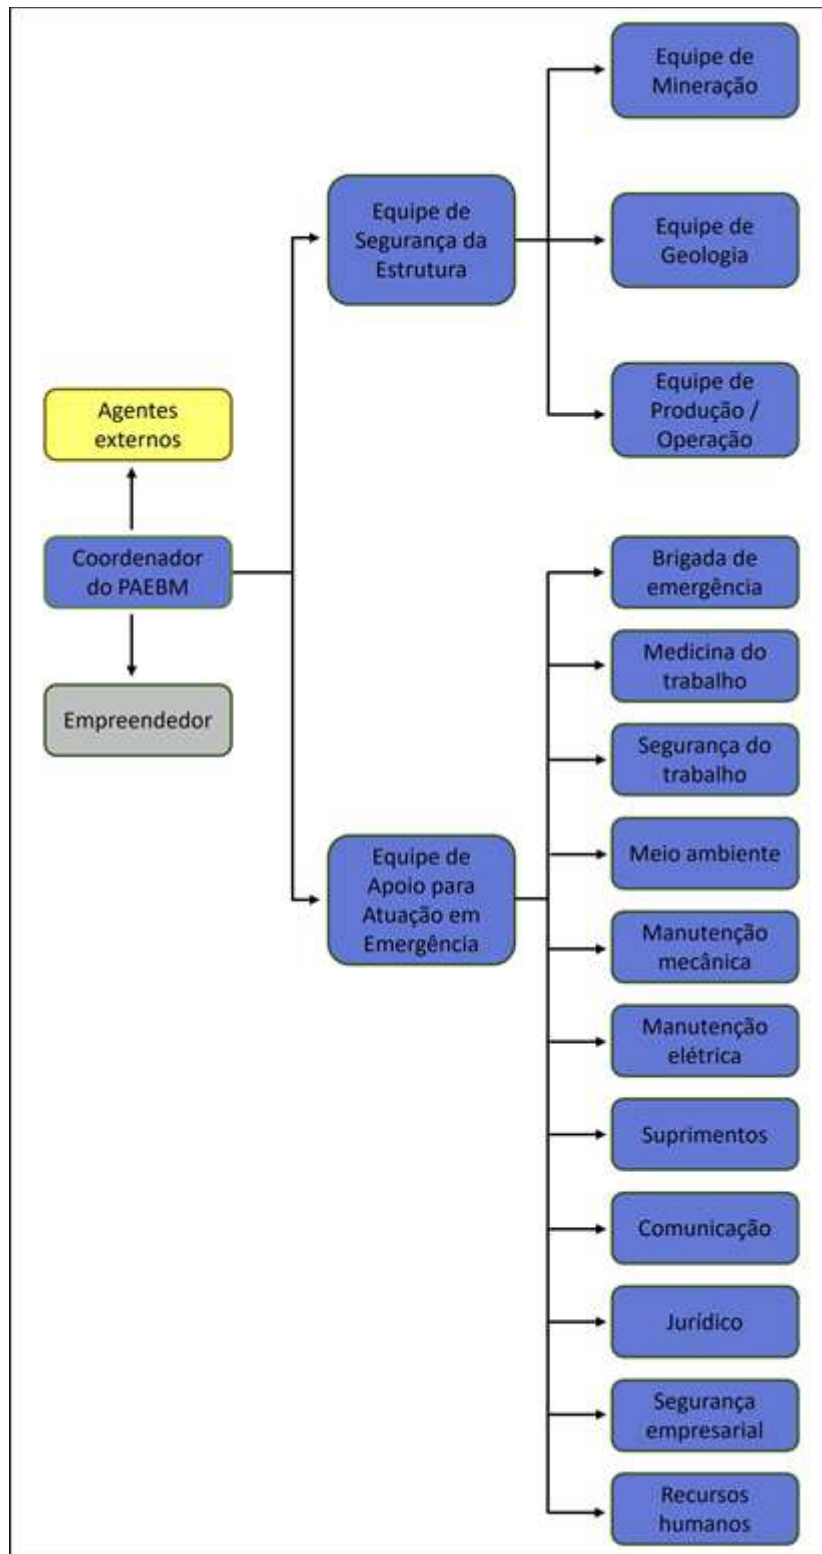 Equipe de
Mineração
Equipe de
Segurança da
Estrutura
Equipe de
Geologia
Equipe de
Produção /
Operação
Agentes
externos
Coordenador
do PAEBM
Empreendedor
Brigada de
emergência
Medicina do
trabalho
Segurança do
trabalho
Equipe de
Apoio para
Atuação em
Emergência
Meio ambiente
Manutenção
mecânica
Manutenção
elétrica
Suprimentos
Comunicação
Jurídico
Segurança
empresarial
Recursos
humanos